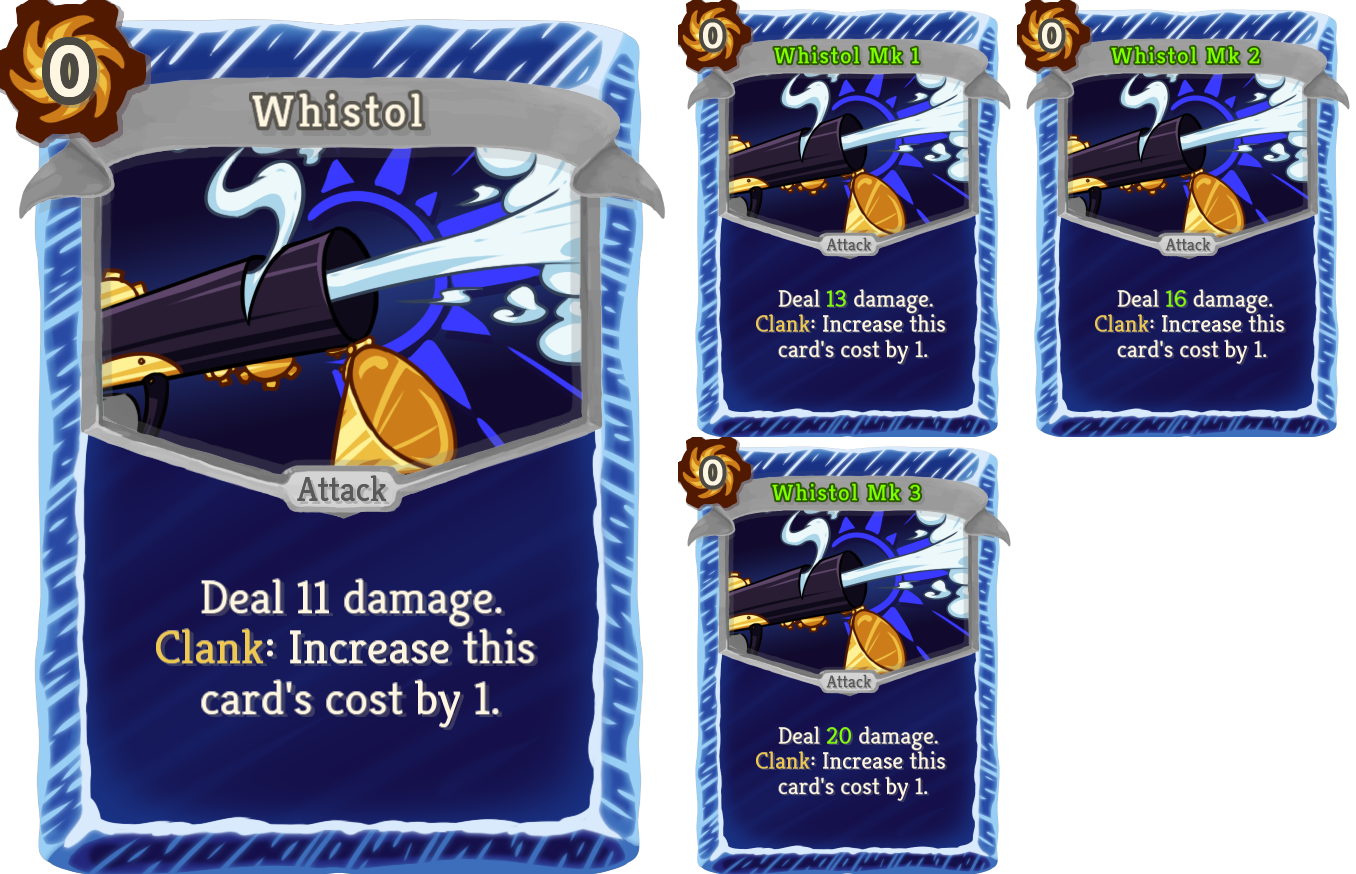 0
Whistol
Attack
Deal 11 damage.
Clank: Increase this
card's cost by 1.
0
Whistol Mk 1
Attack
Deal 13 damage.
Clank: Increase this
card's cost by 1.
0
Whistol Mk 2
Attack
Deal 16 damage.
Clank: Increase this
card's cost by 1.
0
Whistol Mk 3
Attack
Deal 20 damage.
Clank: Increase this
card's cost by 1.